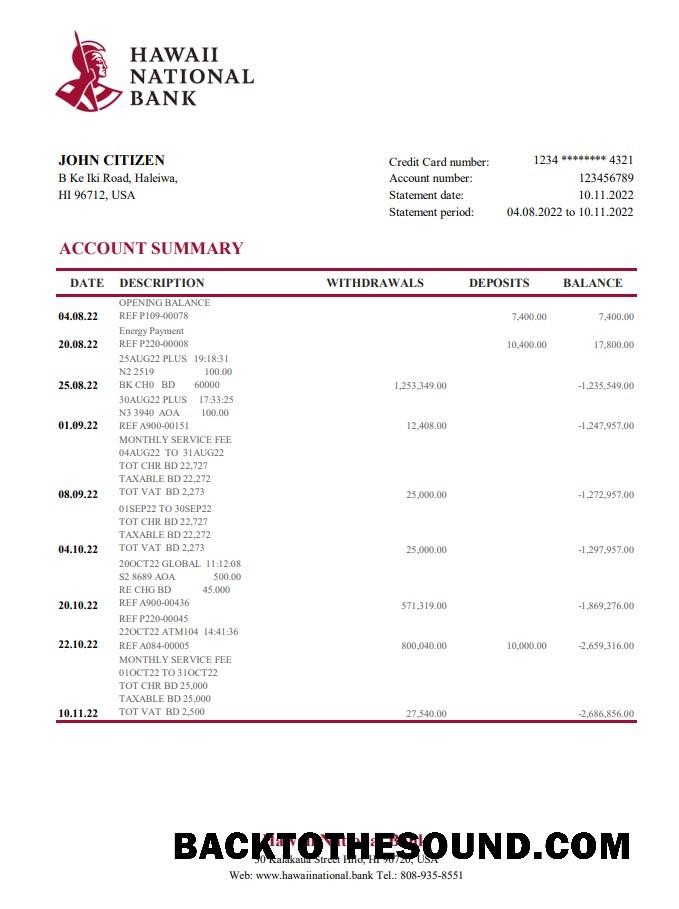 HAWAII
NATIONAL
BANK
JOHN CITIZEN
B Ke Iki Road, Haleiwa,
HI 96712, USA
Credit Card number: 1234 ******** 4321
Account number: 123456789
Statement date: 10.11.2022
Statement period: 04.08.2022 to 10.11.2022
ACCOUNT SUMMARY
DATE DESCRIPTION WITHDRAWALS DEPOSITS BALANCE
OPENING BALANCE
04.08.22 REF P109-00078 7,400.00 7,400.00
Energy Payment
20.08.22 REF P220-00008 10,400.00 17,800.00
25AUG22 PLUS 19:18:31
N2 2519 100.00
25.08.22 BK CH0 BD 60000 1,253,349.00 -1,235,549.00
30AUG22 PLUS 17:33:25
N3 3940 AOA 100.00
01.09.22 REF A900-00151 12,408.00 -1,247,957.00
MONTHLY SERVICE FEE
04AUG22 TO 31AUG22
TOT CHR BD 22,727
TAXABLE BD 22,272
08.09.22 TOT VAT BD 2,273 25,000.00 -1,272,957.00
01SEP22 TO 30SEP22
TOT CHR BD 22,727
TAXABLE BD 22,272
04.10.22 TOT VAT BD 2,273 25,000.00 -1,297,957.00
20OCT22 GLOBAL 11:12:08
S2 8689 AOA 500.00
RE CHG BD 45.000
20.10.22 REF A900-00436 571,319.00 -1,869,276.00
REF P220-00045
22OCT22 ATM104 14:41:36
22.10.22 REF A084-00005 800,040.00 10,000.00 -2,659,316.00
MONTHLY SERVICE FEE
01OCT22 TO 31OCT22
TOT CHR BD 25,000
TAXABLE BD 25,000
10.11.22 TOT VAT BD 2,500 27,540.00 -2,686,856.00
Hawaii National Bank
BACKTOTHESOUND.COM
50 Kalakaua Street Hilo, HI 96720, USA
Web: www.hawaiinational.bank Tel.: 808-935-8551